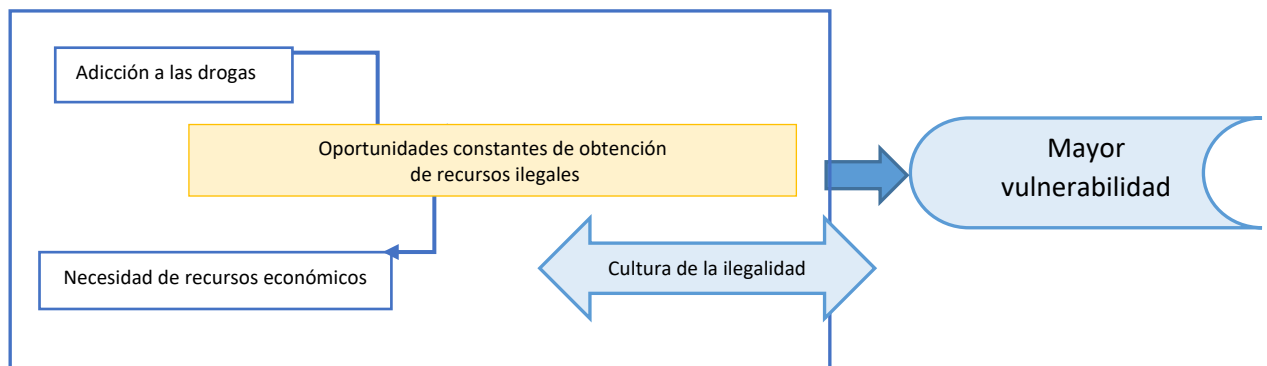 Adicción a las drogas
Oportunidades constantes de obtención
de recursos ilegales
Mayor
vulnerabilidad
Necesidad de recursos económicos
Cultura de la ilegalidad